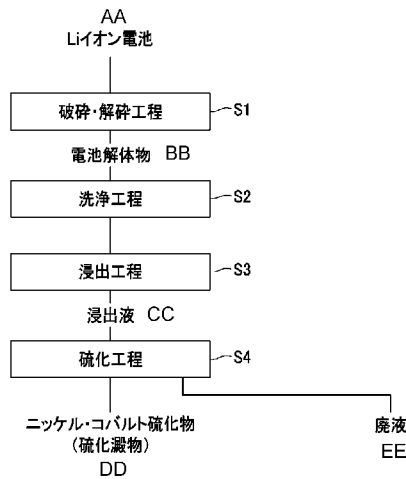 AA
Liイオン電池
破砕・解砕工程 S1
電池解体物 BB
洗浄工程 S2
浸出工程 S3
浸出液 CC
硫化工程 S4
ニッケル・コバルト硫化物
(硫化澱物)
DD
廃液
EE